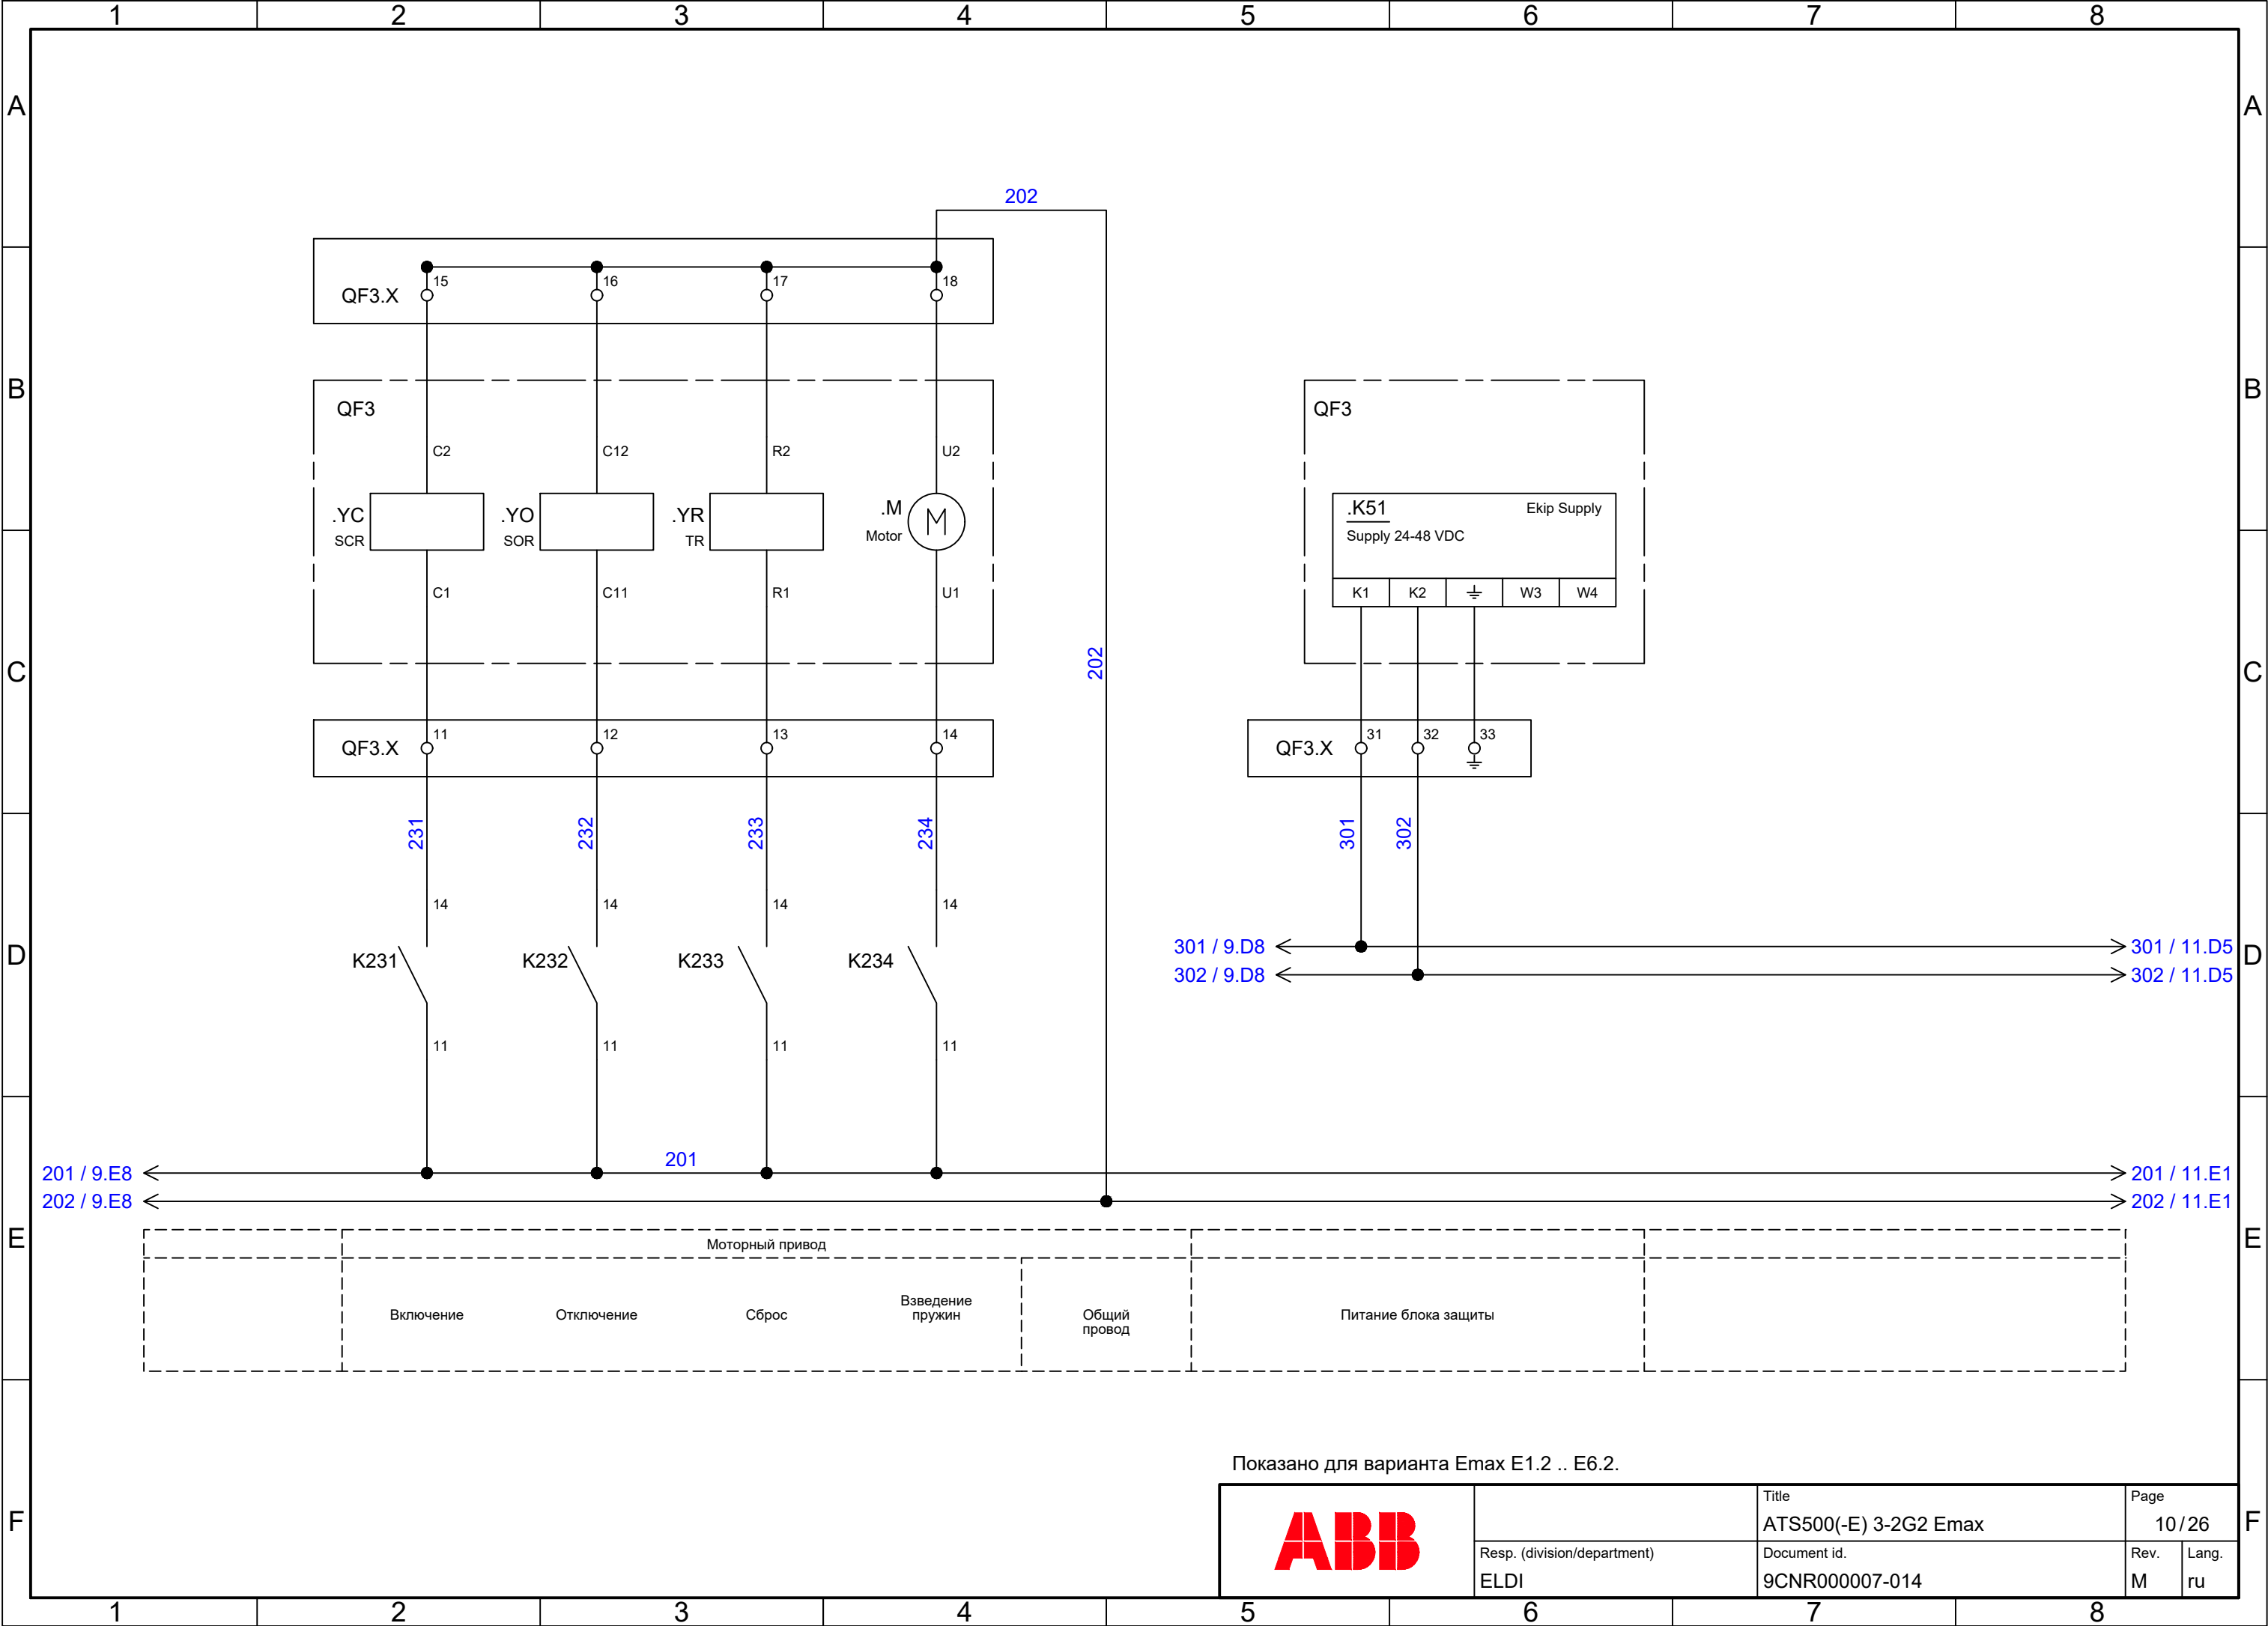 1 2 3 4 5 6 7 8
A A
202
15 16 17 18
QF3.X
B B
QF3 QF3
C2 C12 R2 U2
.YC .YO .YR .M M .K51 Ekip Supply
SCR SOR TR Motor Supply 24-48 VDC
C1 C11 R1 U1 K1 K2 W3 W4
202
C C
11 12 13 14 31 32 33
QF3.X QF3.X
231 232 233 234 301 302
14 14 14 14
301 / 9.D8 301 / 11.D5
D D
K231 K232 K233 K234
302 / 9.D8 302 / 11.D5
11 11 11 11
201
201 / 9.E8 201 / 11.E1
202 / 9.E8 202 / 11.E1
E E
Моторный привод
Включение Отключение Сброс Взведение
пружин Общий
провод Питание блока защиты
Показано для варианта Emax E1.2 .. E6.2.
F F
ABB
Title
ATS500(-E) 3-2G2 Emax
Page
10/26
Resp. (division/department)
ELDI
Document id.
9CNR000007-014
Rev.
M
Lang.
ru
1 2 3 4 5 6 7 8